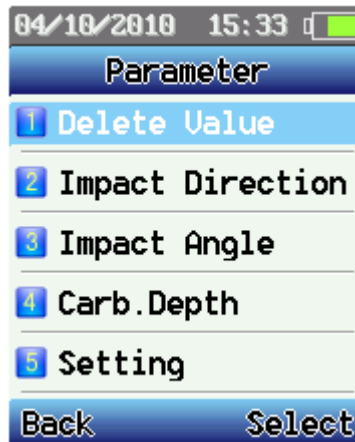 04/10/2010 15:33
Parameter
1 Delete Value
2 Impact Direction
3 Impact Angle
4 Carb.Depth
5 Setting
Back Select